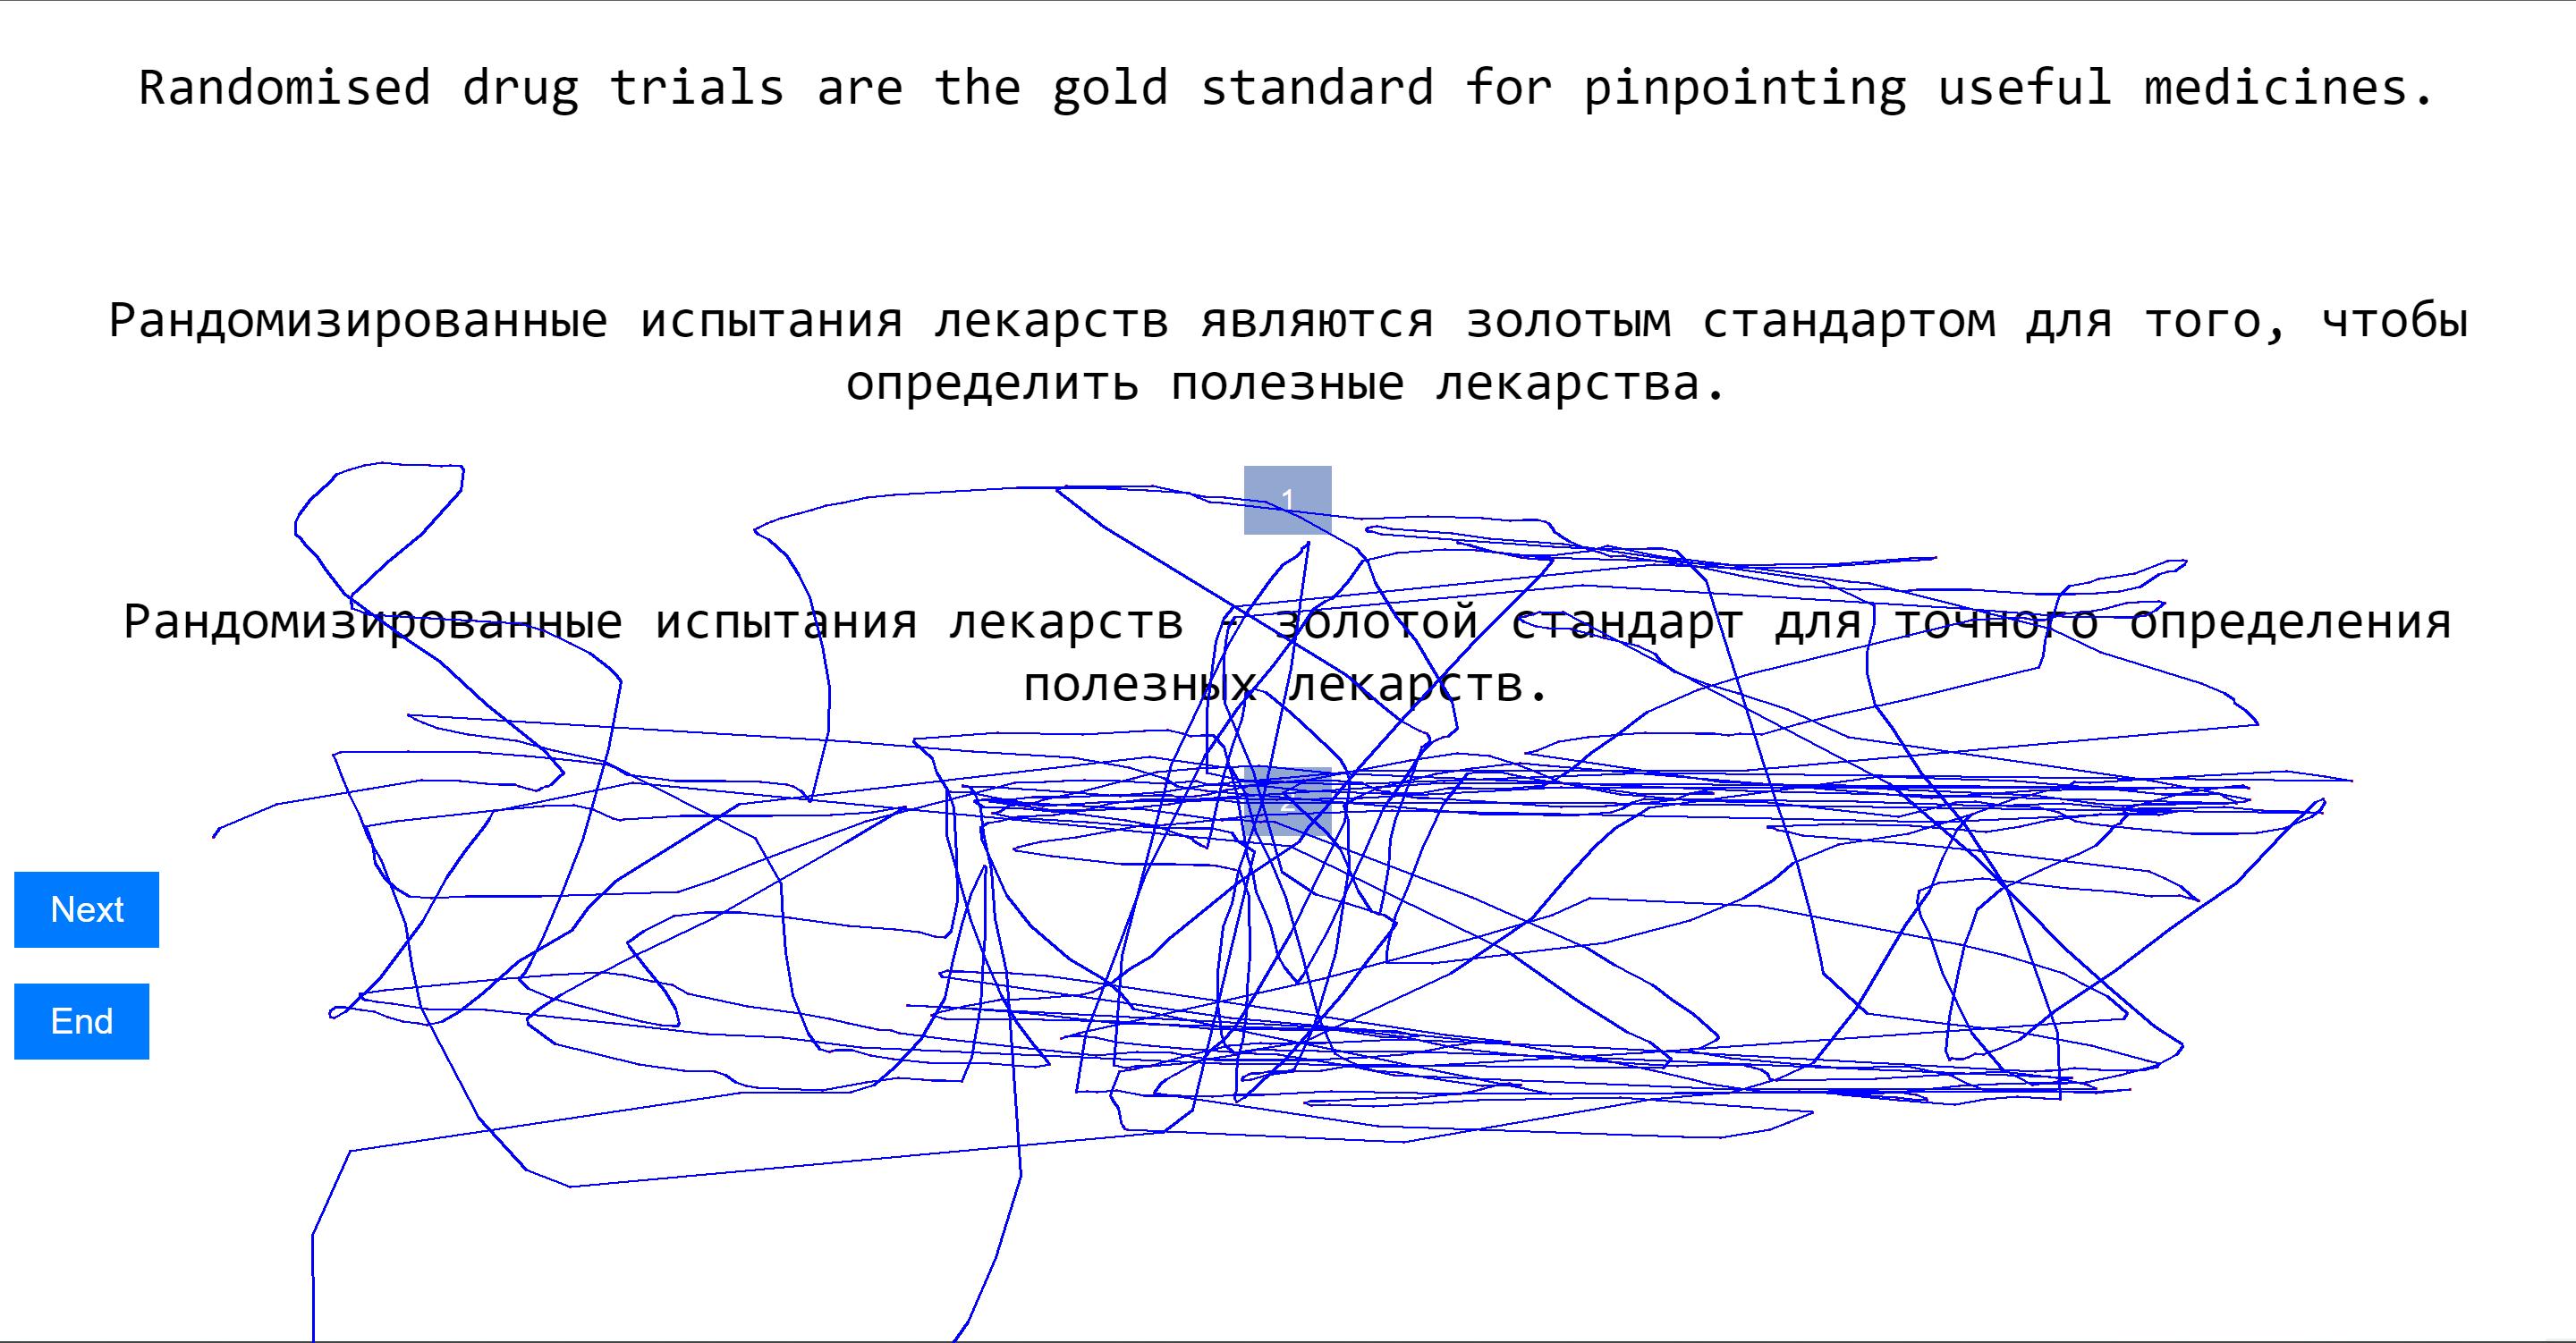 Randomised drug trials are the gold standard for pinpointing useful medicines.
Рандомизированные испытания лекарств являются золотым стандартом для того, чтобы
определить полезные лекарства.
1
Рандомизированные испытания лекарств - золотой стандарт для точного определения
полезных лекарств.
2
Next
End